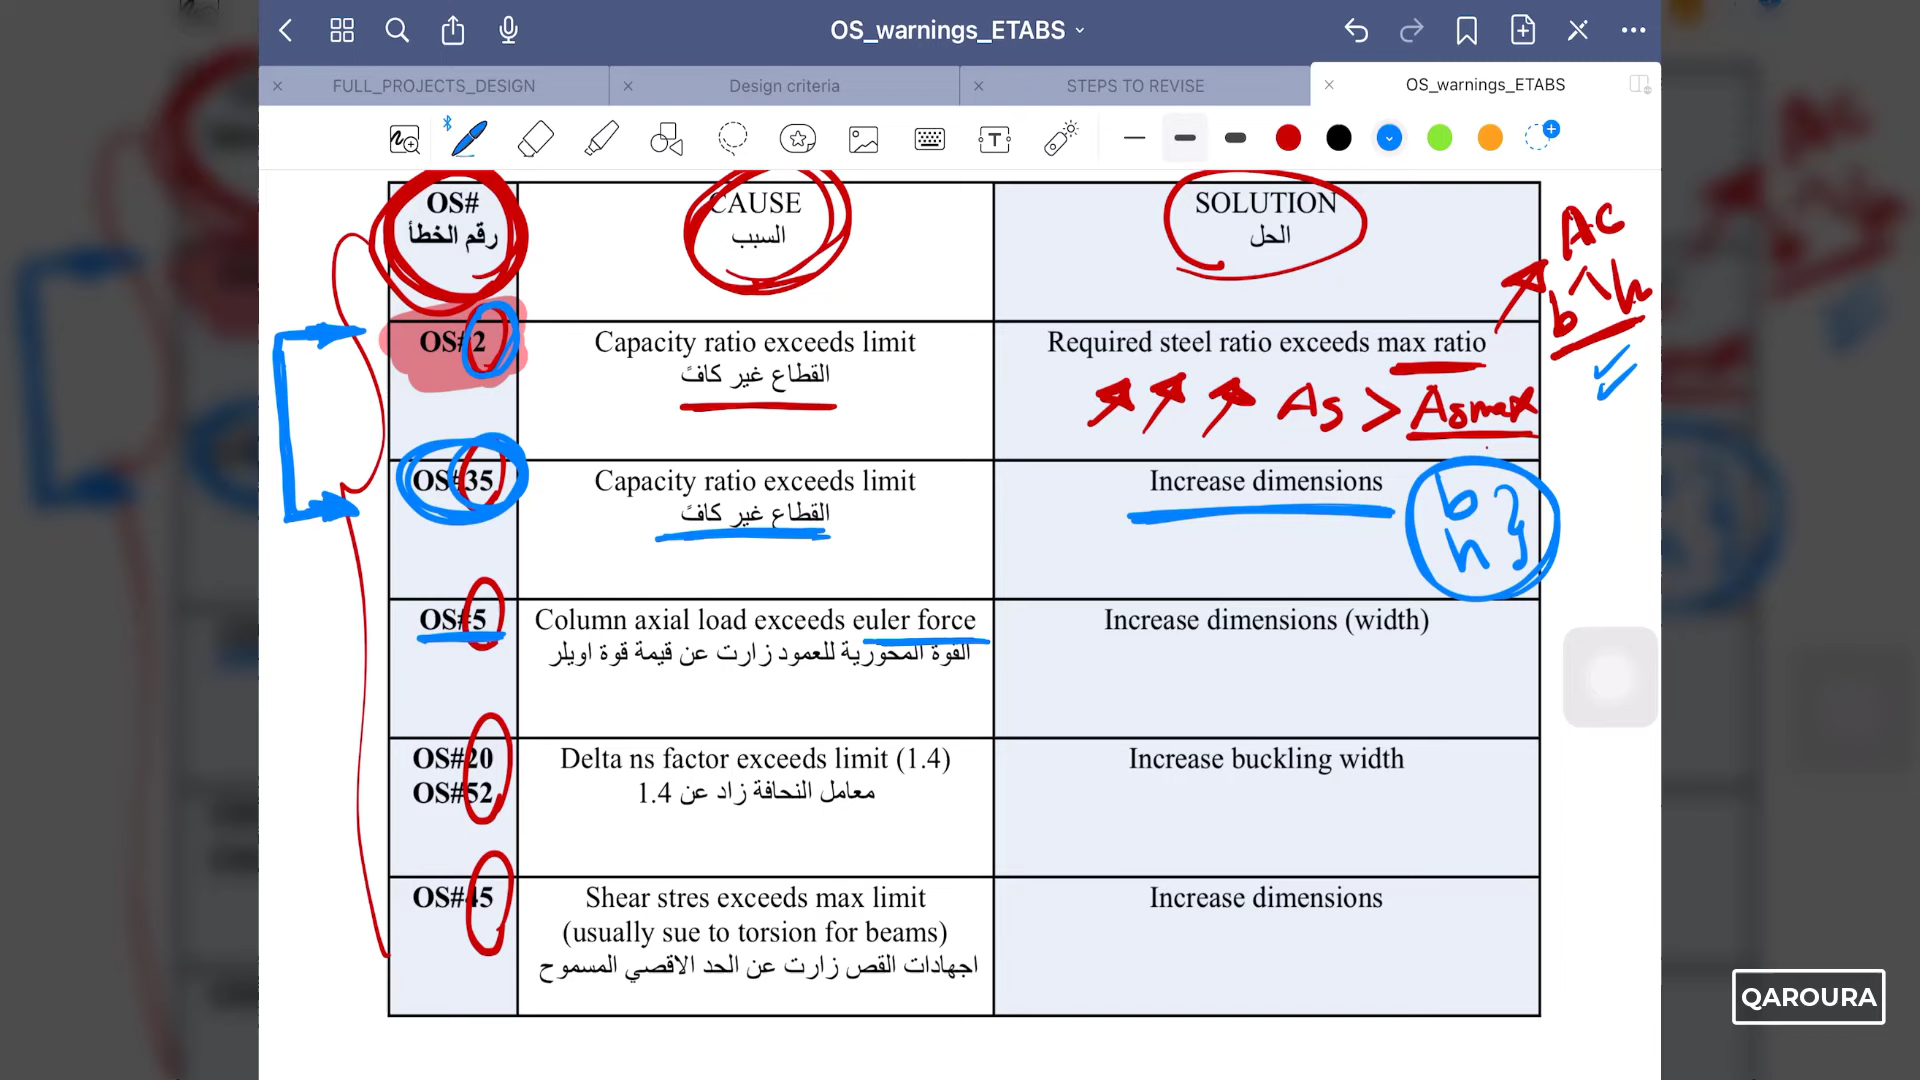 OS_warnings_ETABS
FULL_PROJECTS_DESIGN
Design criteria
STEPS TO REVISE
OS_warnings_ETABS
OS#
رقم الخطأ
CAUSE
السبب
SOLUTION
الحل
Ac
b h
OS#2
Capacity ratio exceeds limit
القطاع غير كافً
Required steel ratio exceeds max ratio
As > Asmax
OS#35
Capacity ratio exceeds limit
القطاع غير كافً
Increase dimensions
b
h }
OS#5
Column axial load exceeds euler force
القوة المحورية للعمود زارت عن قيمة قوة اويلر
Increase dimensions (width)
OS#20
OS#52
Delta ns factor exceeds limit (1.4)
معامل النحافة زاد عن 1.4
Increase buckling width
OS#45
Shear stres exceeds max limit
(usually sue to torsion for beams)
اجهادات القص زارت عن الحد الاقصي المسموح
Increase dimensions
QAROURA